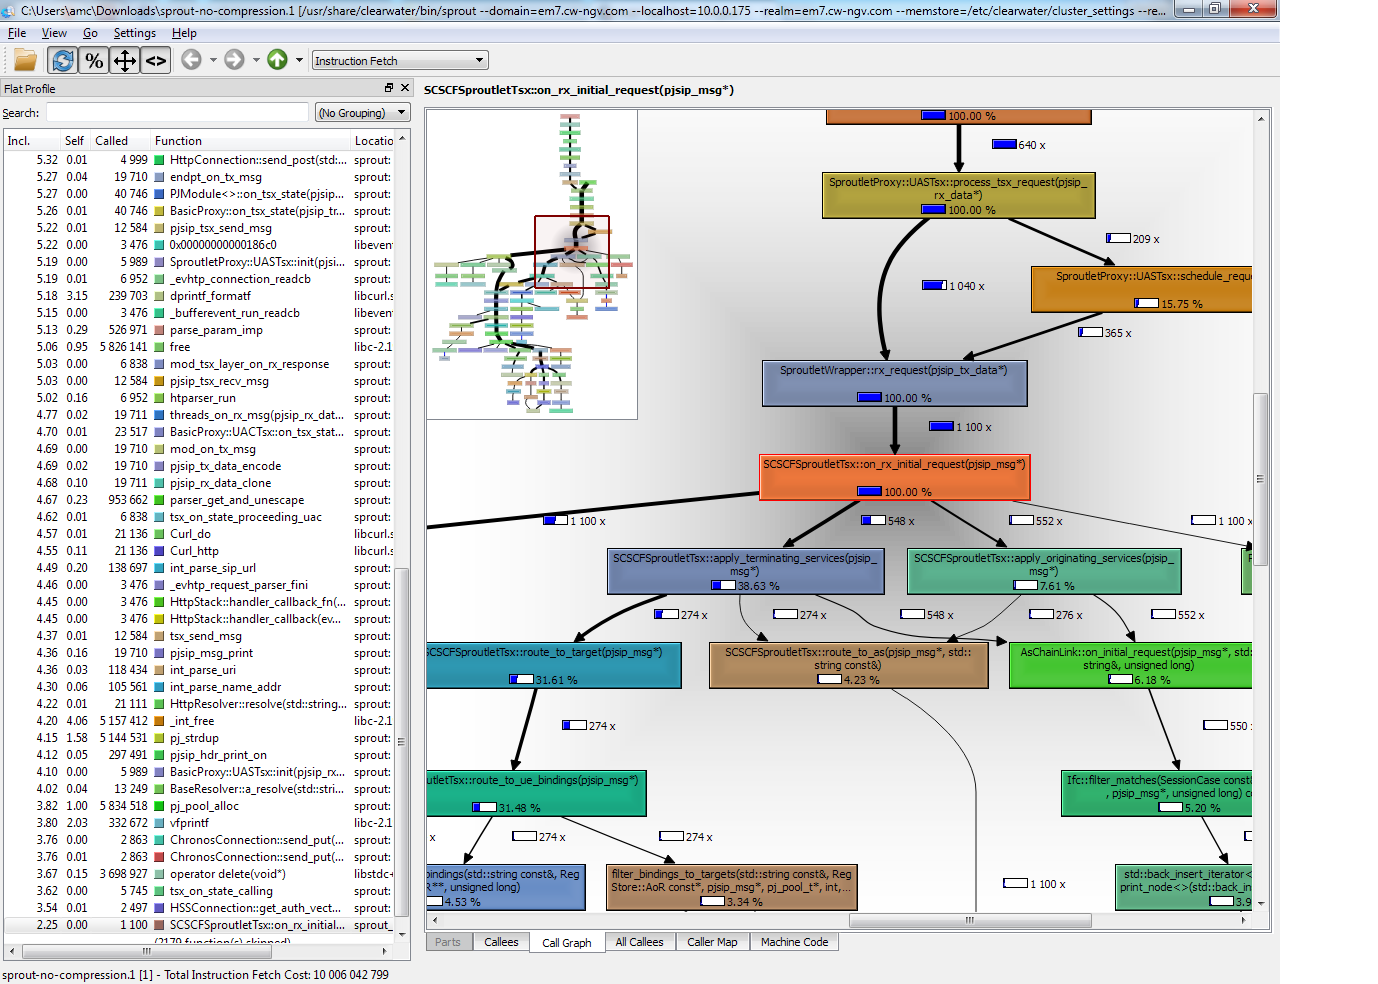 C:\Users\amc\Downloads\sprout-no-compression.1 [/usr/share/clearwater/bin/sprout --domain=em7.cw-ngv.com --localhost=10.0.0.175 --realm=em7.cw-ngv.com --memstore=/etc/clearwater/cluster_settings --re...
File View Go Settings Help
% <> Instruction Fetch
Flat Profile
Search: (No Grouping)
Incl. Self Called Function Locatio
5.32 0.01 4 999 HttpConnection::send_post(std:... sprout:
5.27 0.04 19 710 endpt_on_tx_msg sprout:
5.27 0.00 40 746 PJModule<>::on_tsx_state(pjsip... sprout:
5.26 0.01 40 746 BasicProxy::on_tsx_state(pjsip_tr... sprout:
5.22 0.01 12 584 pjsip_tsx_send_msg sprout:
5.22 0.00 3 476 0x00000000000186c0 libeven
5.19 0.00 5 989 SproutletProxy::UASTsx::init(pjsi... sprout:
5.19 0.01 6 952 _evhtp_connection_readcb sprout:
5.18 3.15 239 703 dprintf_formatf libcurl.s
5.15 0.00 3 476 _bufferevent_run_readcb libeven
5.13 0.29 526 971 parse_param_imp sprout:
5.06 0.95 5 826 141 free libc-2.1
5.03 0.00 6 838 mod_tsx_layer_on_rx_response sprout:
5.03 0.00 12 584 pjsip_tsx_recv_msg sprout:
5.02 0.16 6 952 htparser_run sprout:
4.77 0.02 19 711 threads_on_rx_msg(pjsip_rx_dat... sprout:
4.70 0.01 23 517 BasicProxy::UACTsx::on_tsx_stat... sprout:
4.69 0.00 19 710 mod_on_tx_msg sprout:
4.69 0.02 19 710 pjsip_tx_data_encode sprout:
4.68 0.10 19 711 pjsip_rx_data_clone sprout:
4.67 0.23 953 662 parser_get_and_unescape sprout:
4.62 0.01 6 838 tsx_on_state_proceeding_uac sprout:
4.57 0.01 21 136 Curl_do libcurl.s
4.55 0.11 21 136 Curl_http libcurl.s
4.49 0.20 138 697 int_parse_sip_url sprout:
4.46 0.00 3 476 _evhtp_request_parser_fini sprout:
4.45 0.00 3 476 HttpStack::handler_callback_fn(... sprout:
4.45 0.00 3 476 HttpStack::handler_callback(ev... sprout:
4.37 0.01 12 584 tsx_send_msg sprout:
4.36 0.16 19 710 pjsip_msg_print sprout:
4.36 0.03 118 434 int_parse_uri sprout:
4.30 0.06 105 561 int_parse_name_addr sprout:
4.22 0.01 21 111 HttpResolver::resolve(std::string... sprout:
4.20 4.06 5 157 412 _int_free libc-2.1
4.15 1.58 5 144 531 pj_strdup sprout:
4.12 0.05 297 491 pjsip_hdr_print_on sprout:
4.10 0.00 5 989 BasicProxy::UASTsx::init(pjsip_rx... sprout:
4.02 0.04 13 249 BaseResolver::a_resolve(std::stri... sprout:
3.82 1.00 5 834 518 pj_pool_alloc sprout:
3.80 2.03 332 672 vfprintf libc-2.1
3.76 0.00 2 863 ChronosConnection::send_put(... sprout:
3.76 0.01 2 863 ChronosConnection::send_put(... sprout:
3.67 0.15 3 698 927 operator delete(void*) libstdc+
3.62 0.00 5 745 tsx_on_state_calling sprout:
3.54 0.01 2 497 HSSConnection::get_auth_vect... sprout:
2.25 0.00 1 100 SCSCFSproutletTsx::on_rx_initial... sprout_
(2179 function(s) skipped)
SCSCFSproutletTsx::on_rx_initial_request(pjsip_msg*)
100.00 %
640 x
SproutletProxy::UASTsx::process_tsx_request(pjsip_
rx_data*)
100.00 %
209 x
SproutletProxy::UASTsx::schedule_requ
15.75 %
1 040 x
365 x
SproutletWrapper::rx_request(pjsip_tx_data*)
100.00 %
1 100 x
SCSCFSproutletTsx::on_rx_initial_request(pjsip_msg*)
100.00 %
1 100 x 548 x 552 x 1 100 x
SCSCFSproutletTsx::apply_terminating_services(pjsip_
msg*)
38.63 %
SCSCFSproutletTsx::apply_originating_services(pjsip_
msg*)
7.61 %
274 x 274 x 548 x 276 x 552 x
SCSCFSproutletTsx::route_to_target(pjsip_msg*)
31.61 %
SCSCFSproutletTsx::route_to_as(pjsip_msg*, std::
string const&)
4.23 %
AsChainLink::on_initial_request(pjsip_msg*, std:
string&, unsigned long)
6.18 %
274 x 550
utletTsx::route_to_ue_bindings(pjsip_msg*)
31.48 %
Ifc::filter_matches(SessionCase const&
, pjsip_msg*, unsigned long) c
5.20 %
x 274 x 274 x
bindings(std::string const&, Reg
R**, unsigned long)
4.53 %
filter_bindings_to_targets(std::string const&, Reg
Store::AoR const*, pjsip_msg*, pj_pool_t*, int,...
3.34 %
1 100 x
std::back_insert_iterator<
print_node<>(std::back_in
3.9
Parts Callees Call Graph All Callees Caller Map Machine Code
sprout-no-compression.1 [1] - Total Instruction Fetch Cost: 10 006 042 799